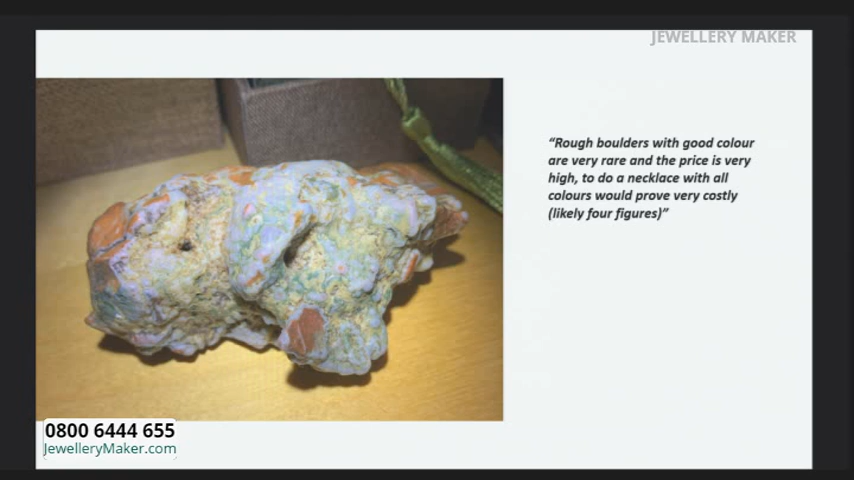 JEWELLERY MAKER
“Rough boulders with good colour
are very rare and the price is very
high, to do a necklace with all
colours would prove very costly
(likely four figures)”
0800 6444 655
JewelleryMaker.com